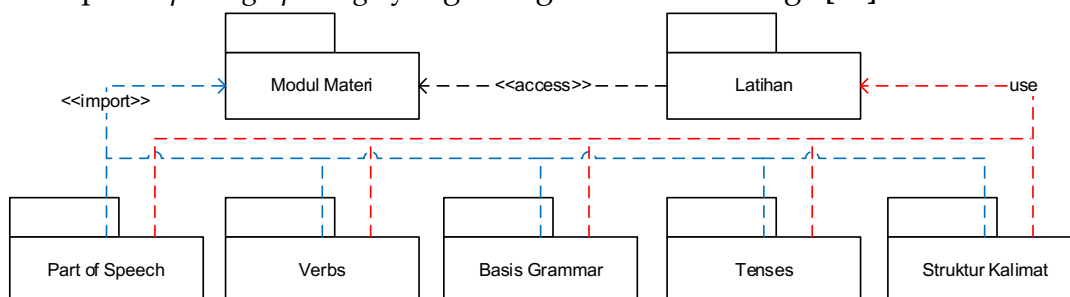 Modul Materi
<<access>>
Latihan
<<import>>
use
Part of Speech
Verbs
Basis Grammar
Tenses
Struktur Kalimat